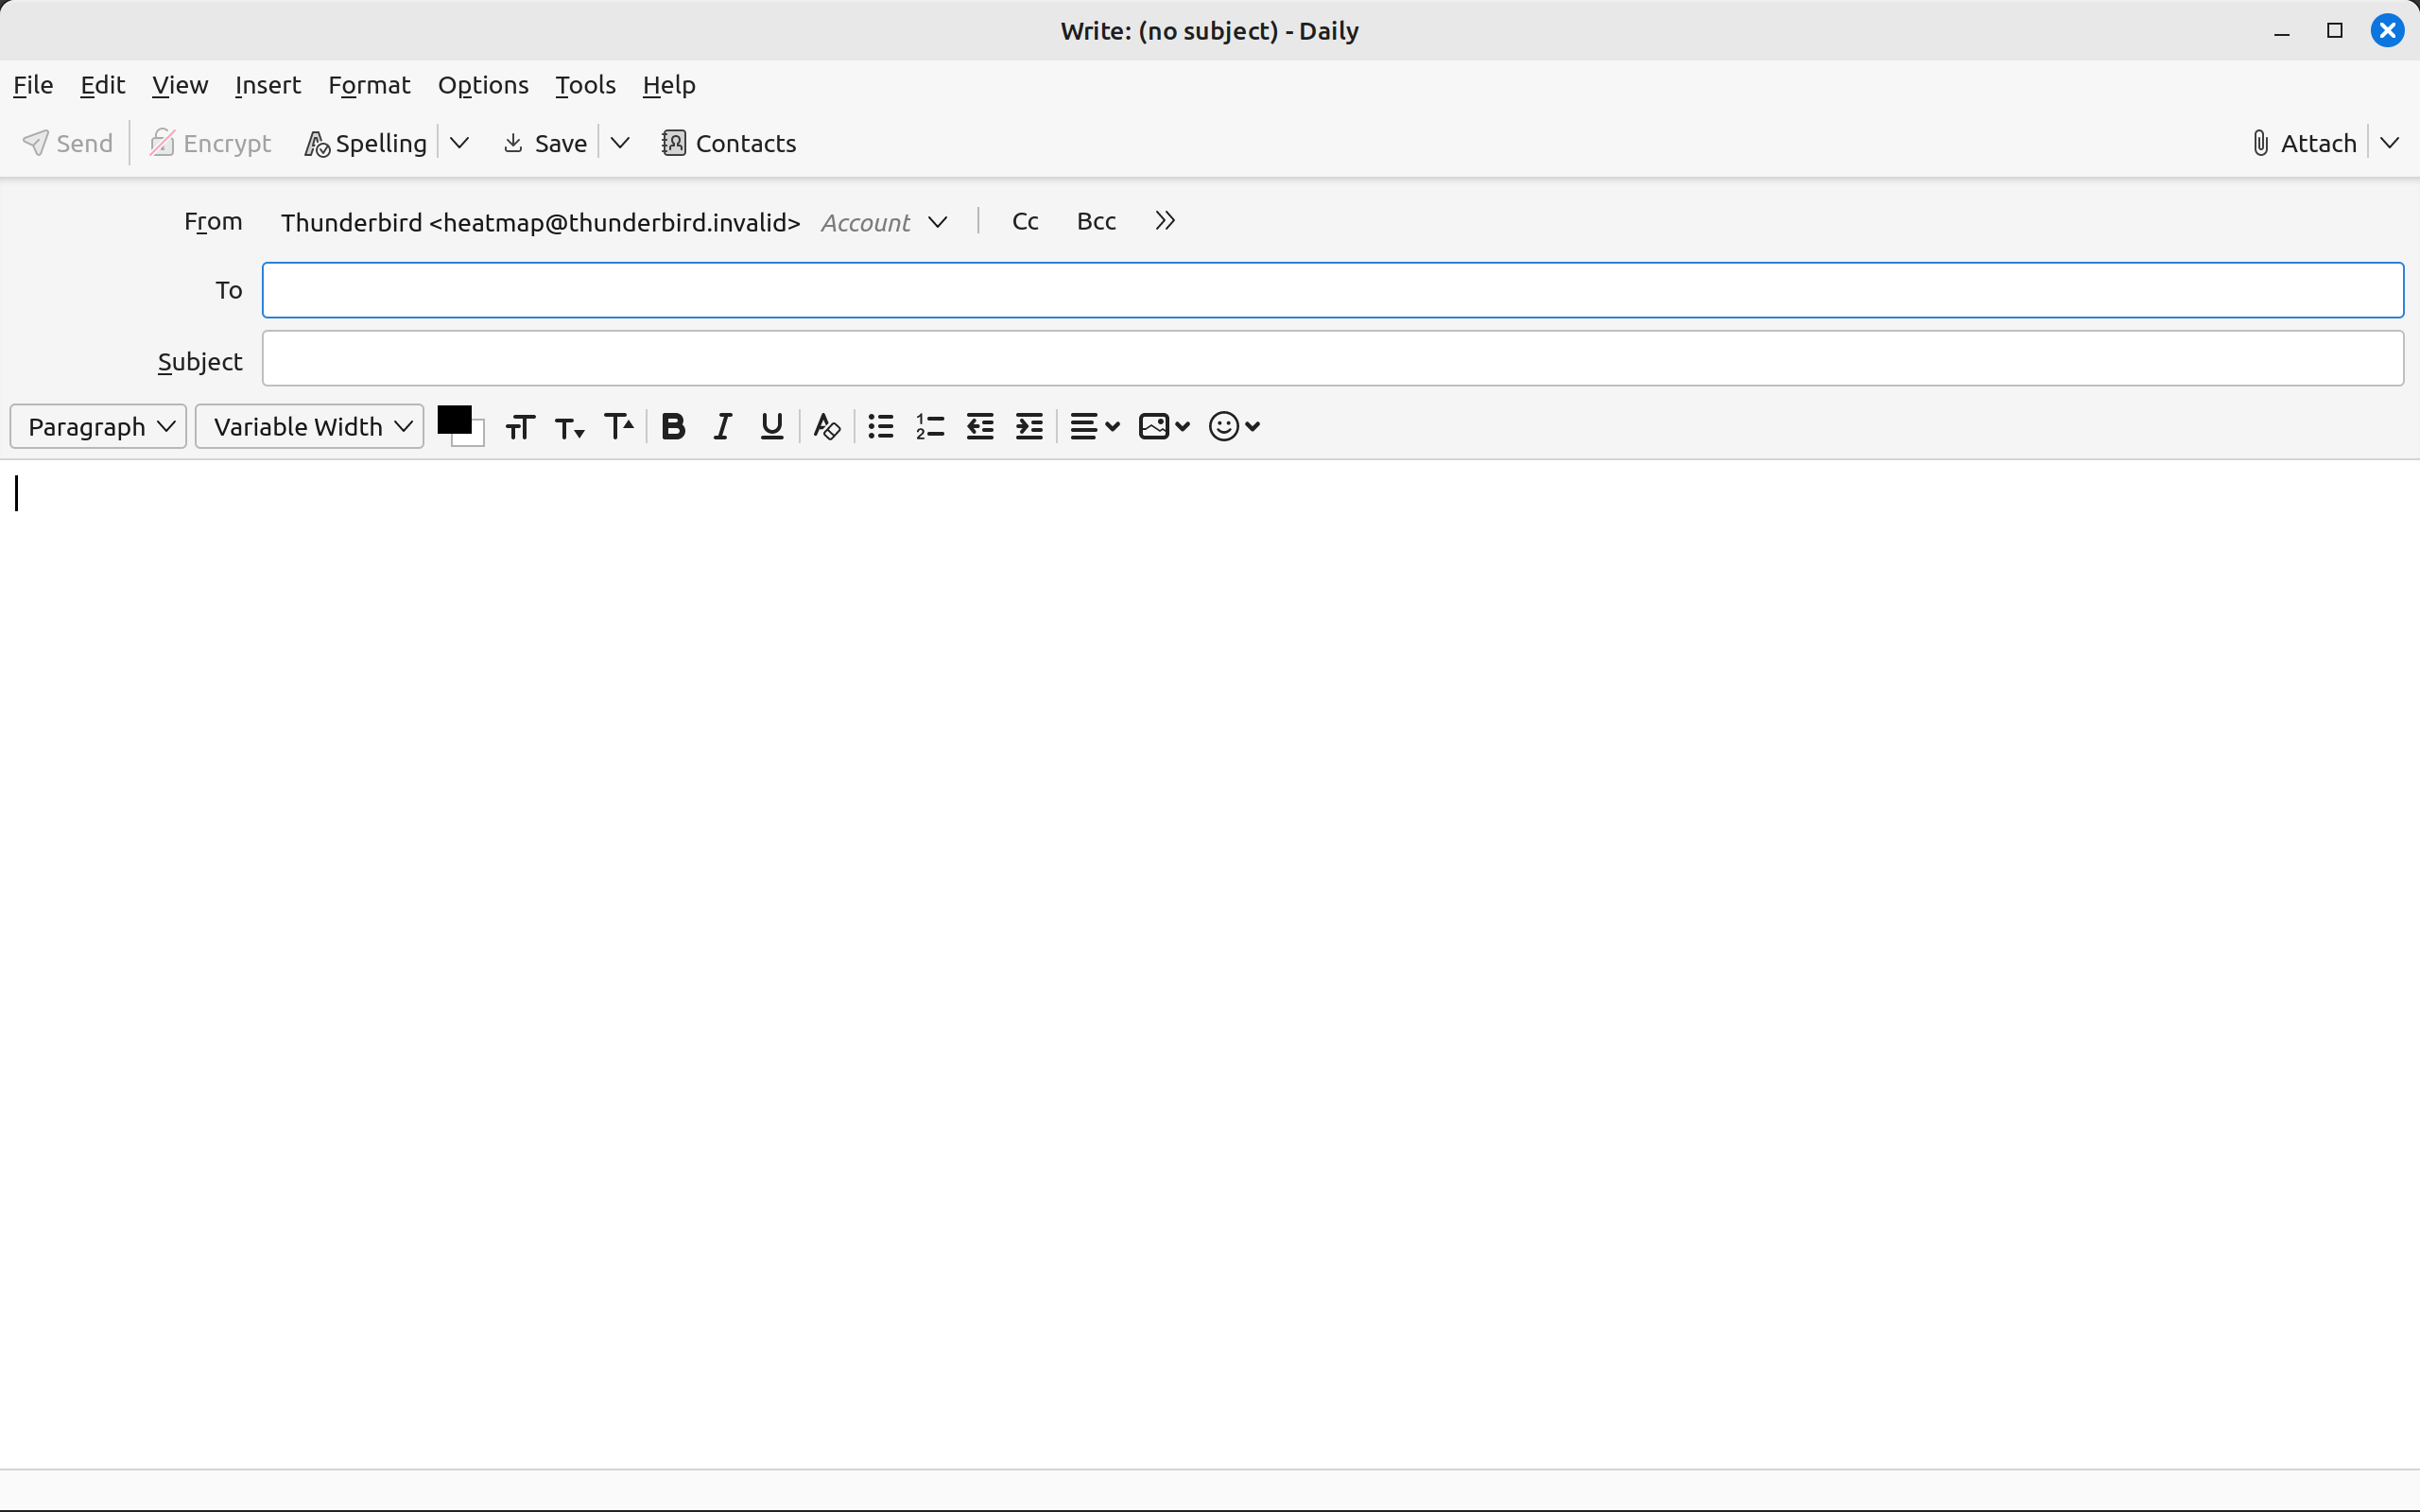 Write: (no subject) - Daily
File Edit View Insert Format Options Tools Help
Send Encrypt Spelling Save Contacts Attach
From Thunderbird <heatmap@thunderbird.invalid> Account Cc Bcc
To
Subject
Paragraph Variable Width